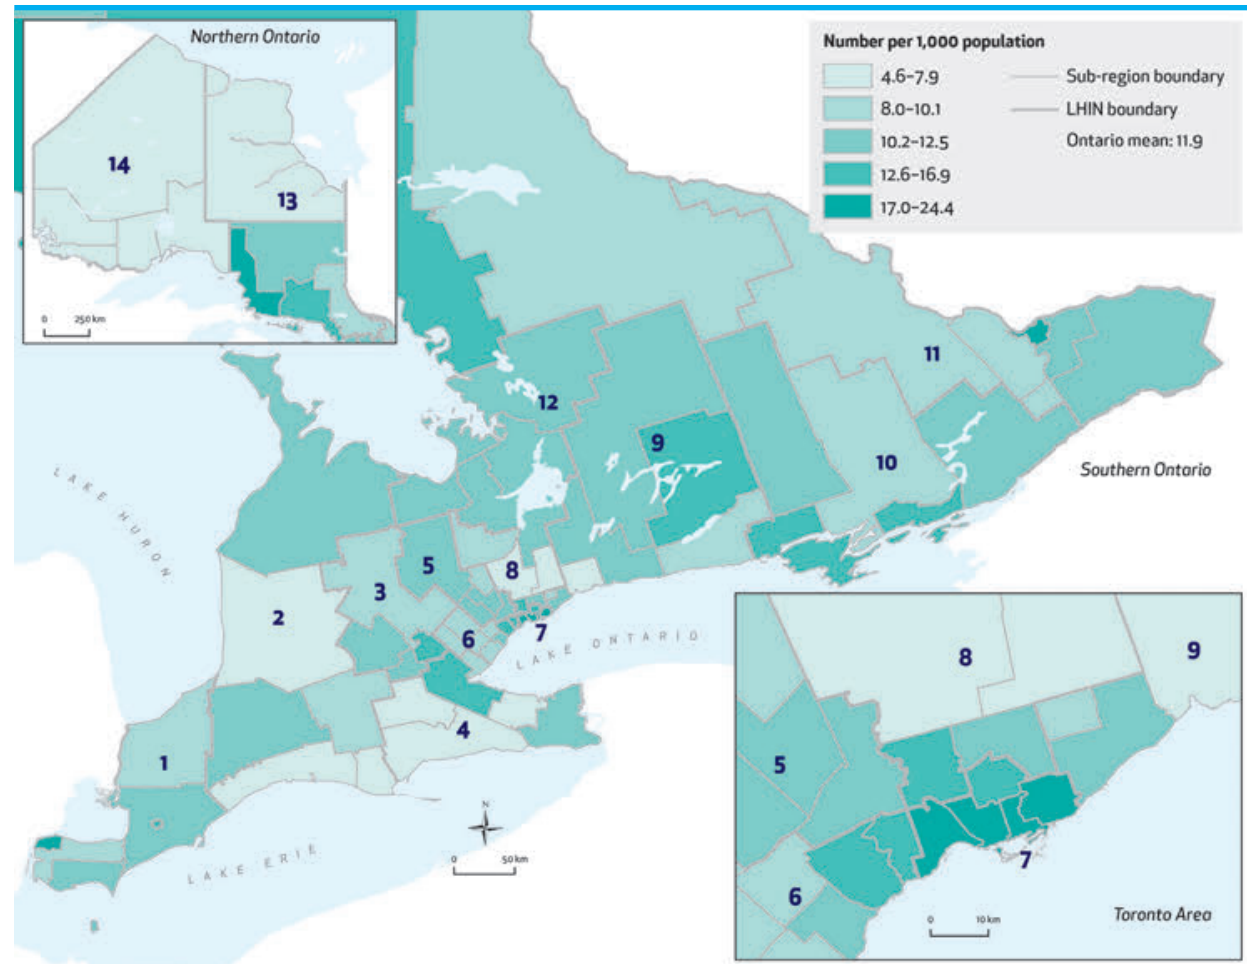 Northern Ontario
14
13
0 250 km
Number per 1,000 population
4.6–7.9
8.0–10.1
10.2–12.5
12.6–16.9
17.0–24.4
Sub-region boundary
LHIN boundary
Ontario mean: 11.9
11
12
9
10
Southern Ontario
LAKE HURON
5
8
3
2
6
7
LAKE ONTARIO
4
1
N
0 50 km
LAKE ERIE
8
9
5
7
6
0 10 km
Toronto Area